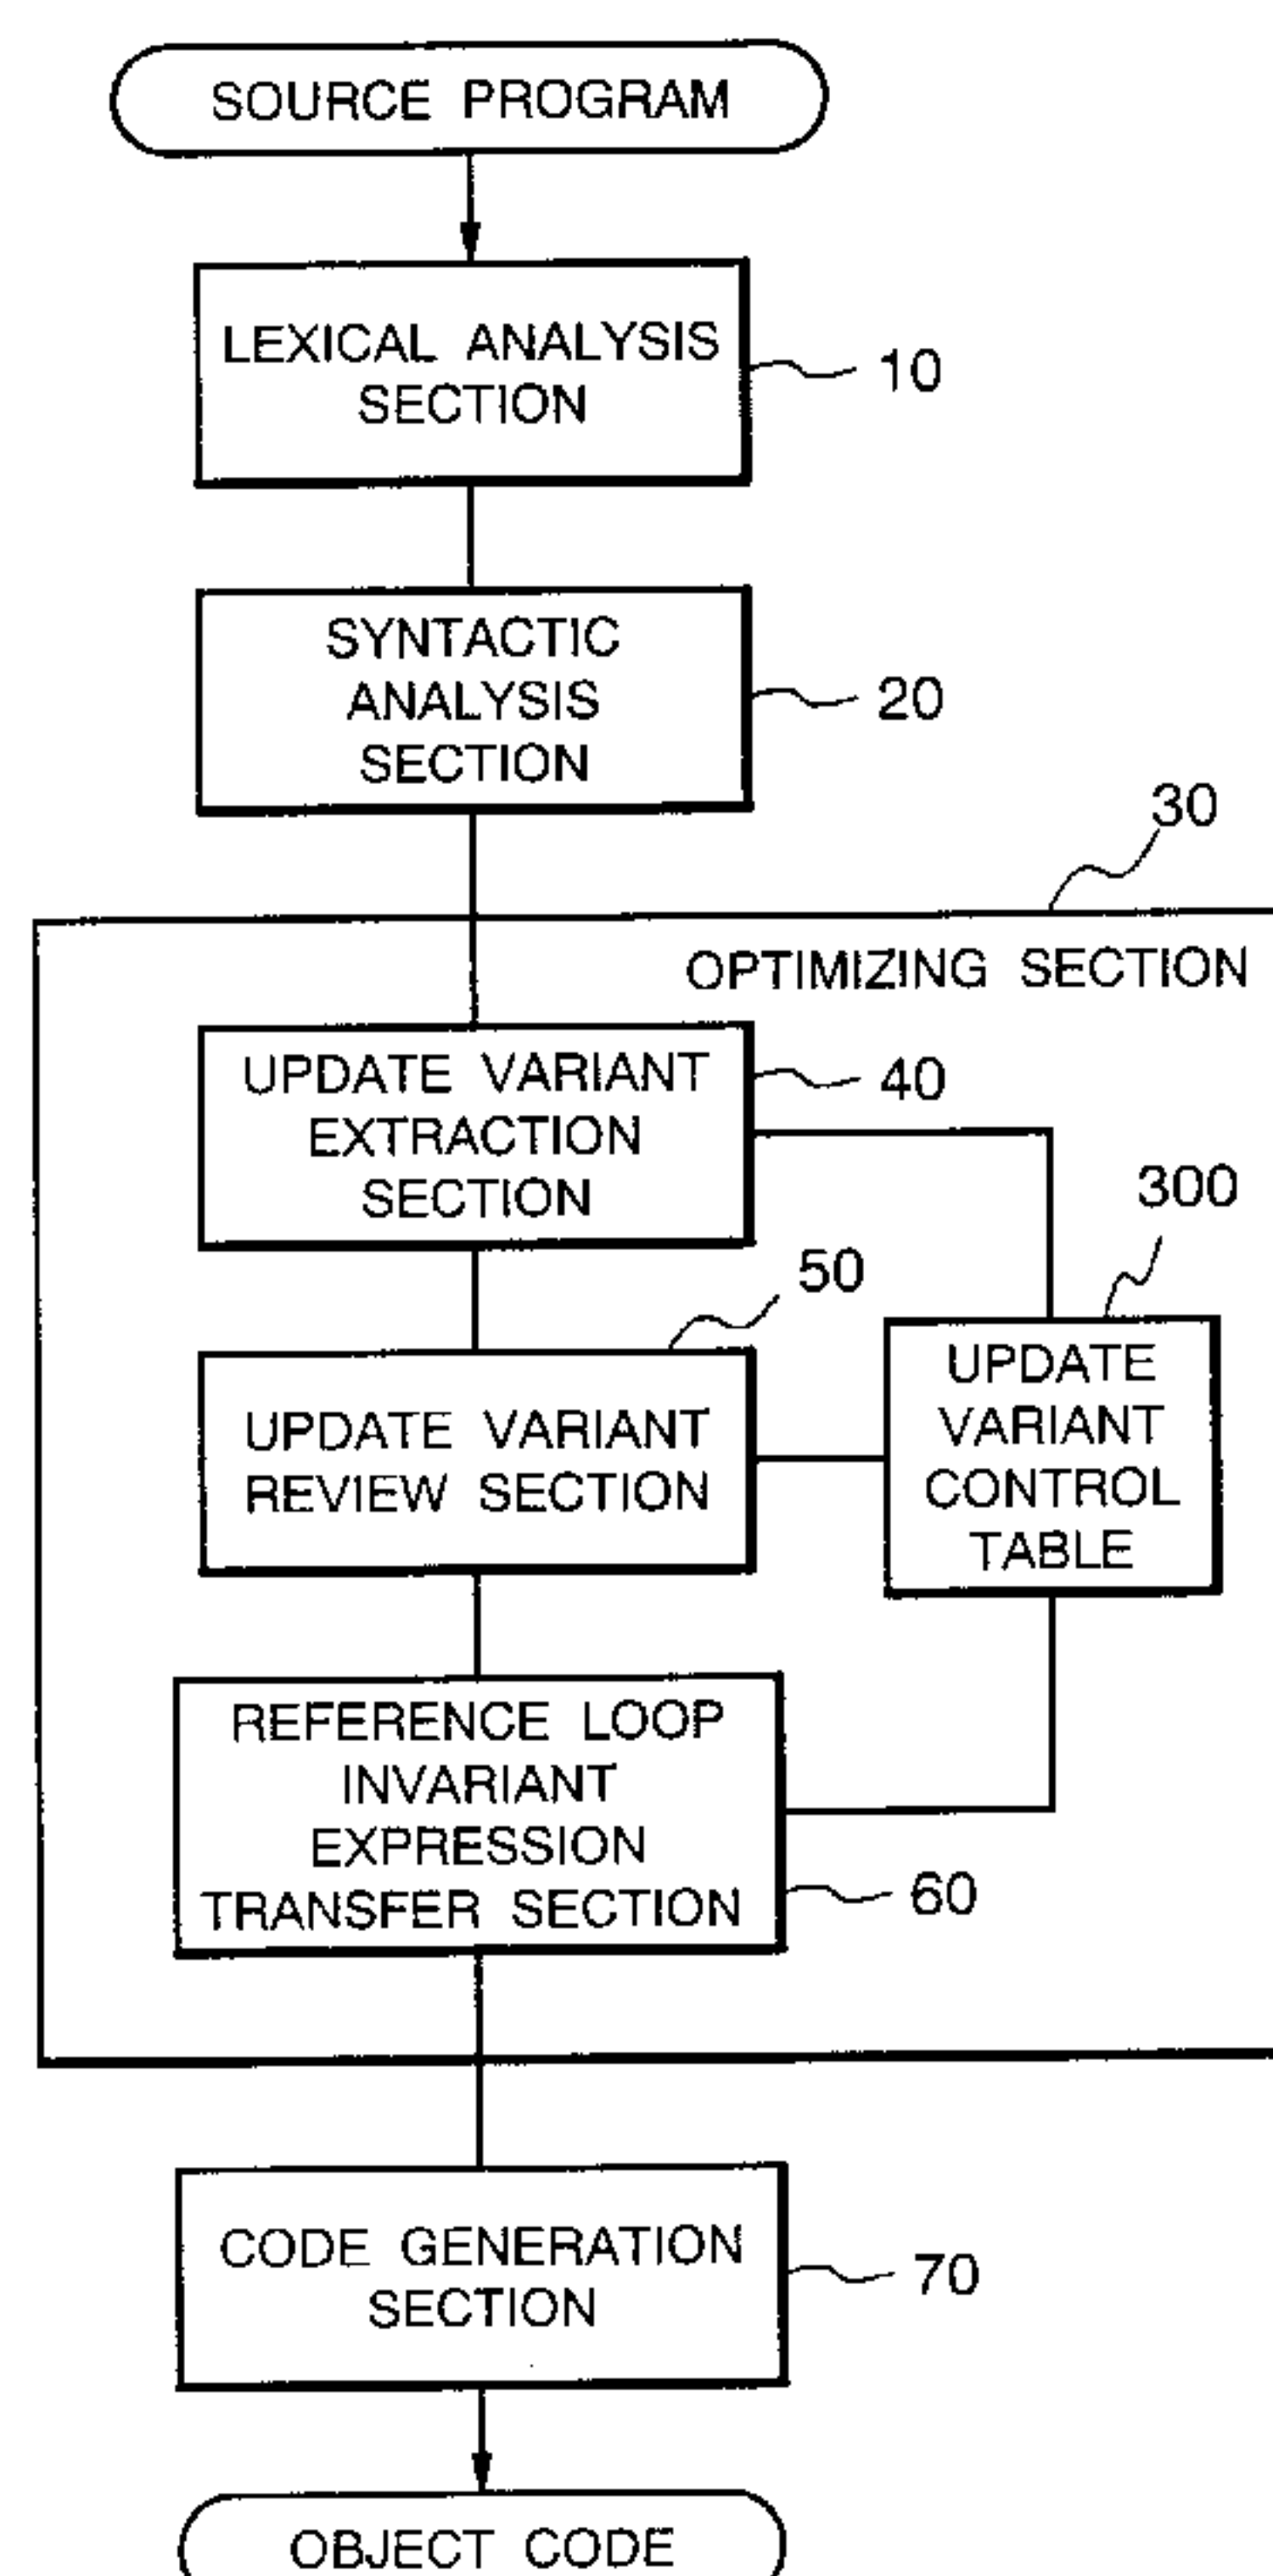 SOURCE PROGRAM
LEXICAL ANALYSIS
SECTION
10
SYNTACTIC
ANALYSIS
SECTION
20
30
OPTIMIZING SECTION
UPDATE VARIANT
EXTRACTION
SECTION
40
300
50
UPDATE VARIANT
REVIEW SECTION
UPDATE
VARIANT
CONTROL
TABLE
REFERENCE LOOP
INVARIANT
EXPRESSION
TRANSFER SECTION
60
CODE GENERATION
SECTION
70
OBJECT CODE